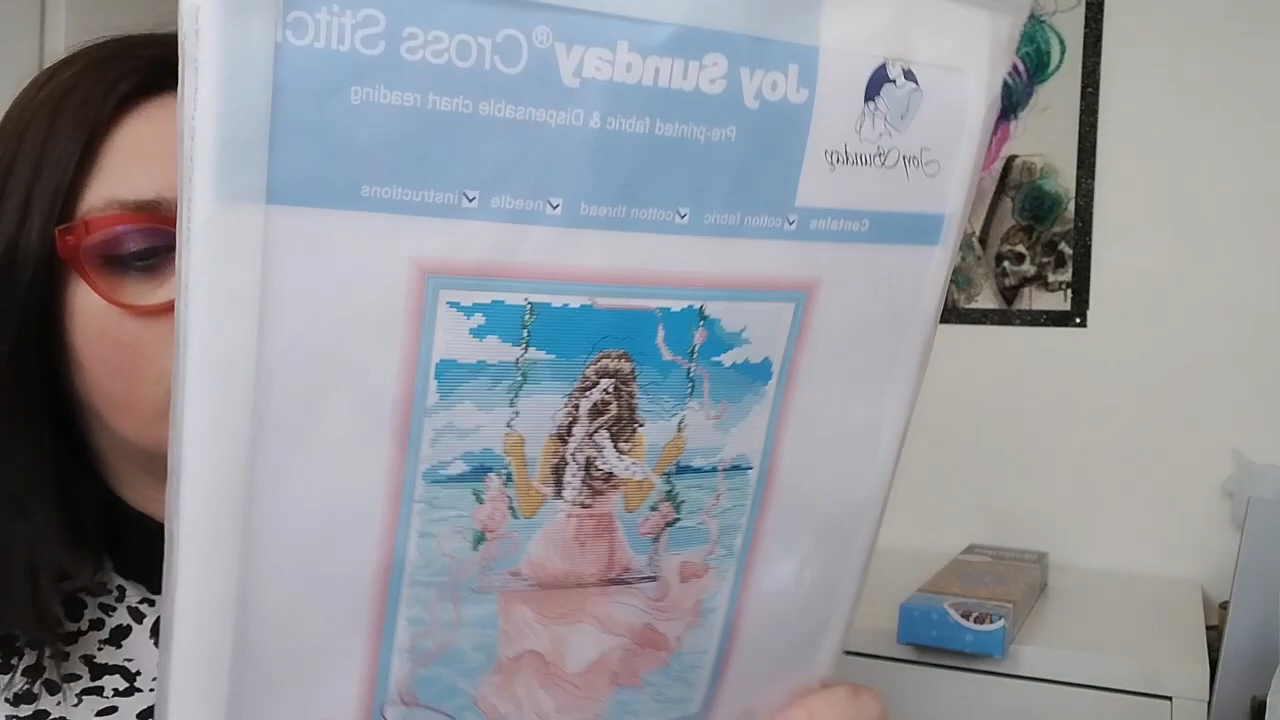 Joy Sunday® Cross Stitc
Pre-printed fabric & Dispensable chart reading
Joy Sunday
Contains cotton fabric cotton thread needle instructions